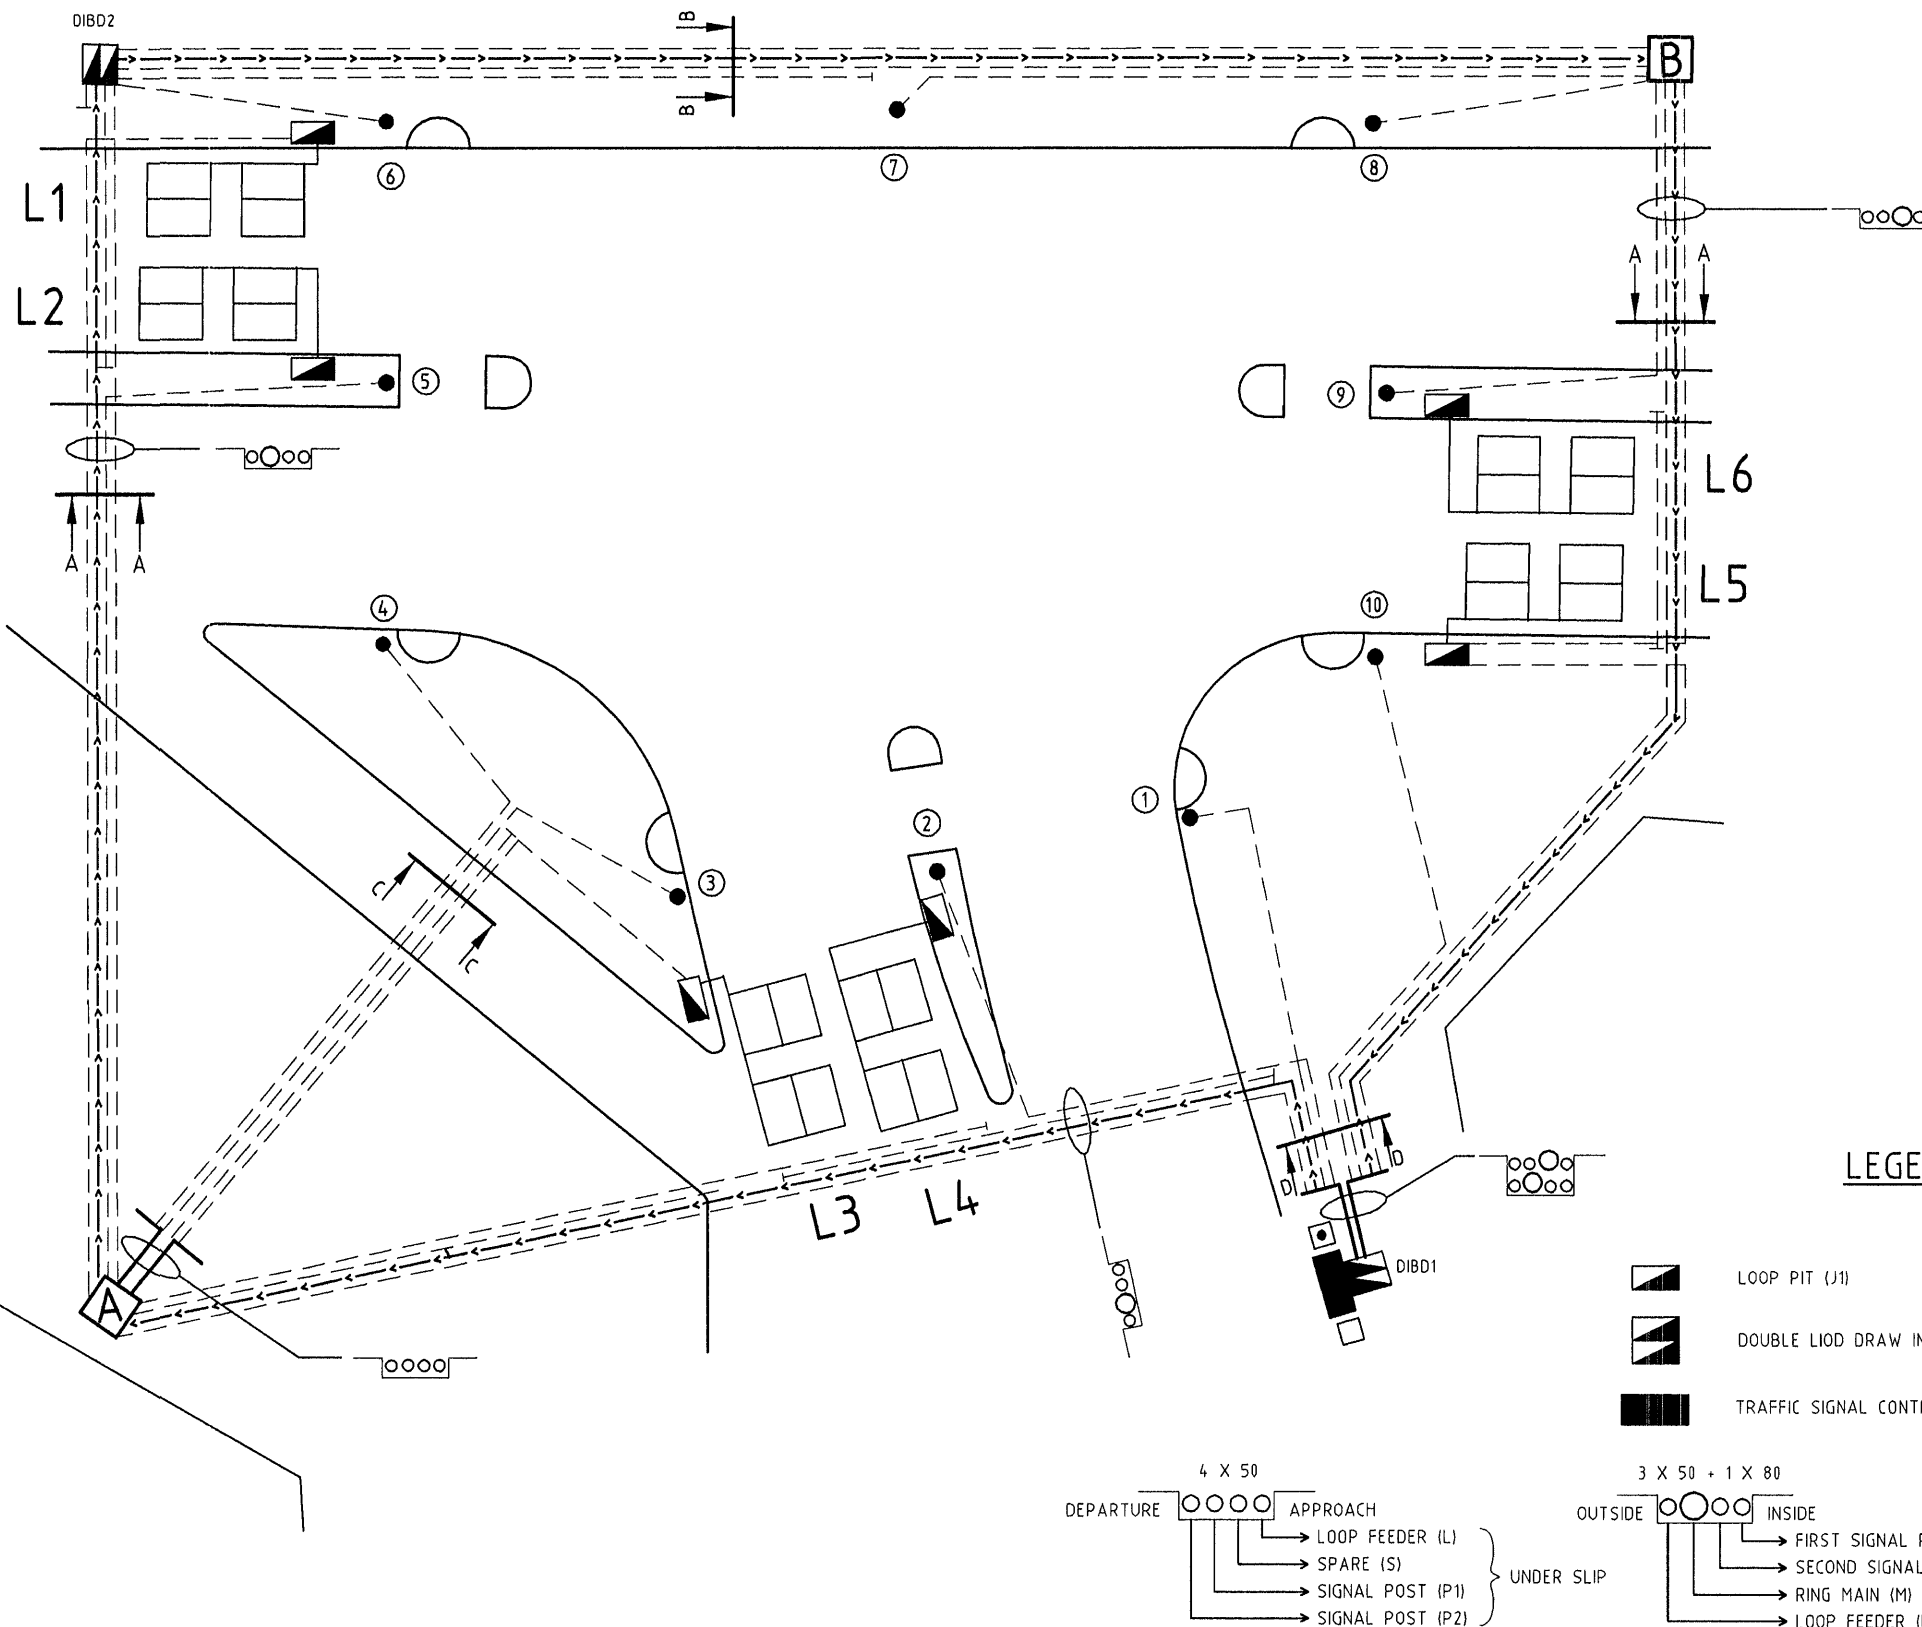 DIBD2
B
B
B
L1
6
7
8
L2
A
A
5
9
L6
A
A
L5
4
10
1
2
C
3
C
L3
L4
D
D
LEGE
DIBD1
A
LOOP PIT (J1)
DOUBLE LIOD DRAW IN
TRAFFIC SIGNAL CONT
4 X 50
DEPARTURE APPROACH
LOOP FEEDER (L)
SPARE (S)
SIGNAL POST (P1)
SIGNAL POST (P2)
UNDER SLIP
3 X 50 + 1 X 80
OUTSIDE INSIDE
FIRST SIGNAL
SECOND SIGNAL
RING MAIN (M)
LOOP FEEDER